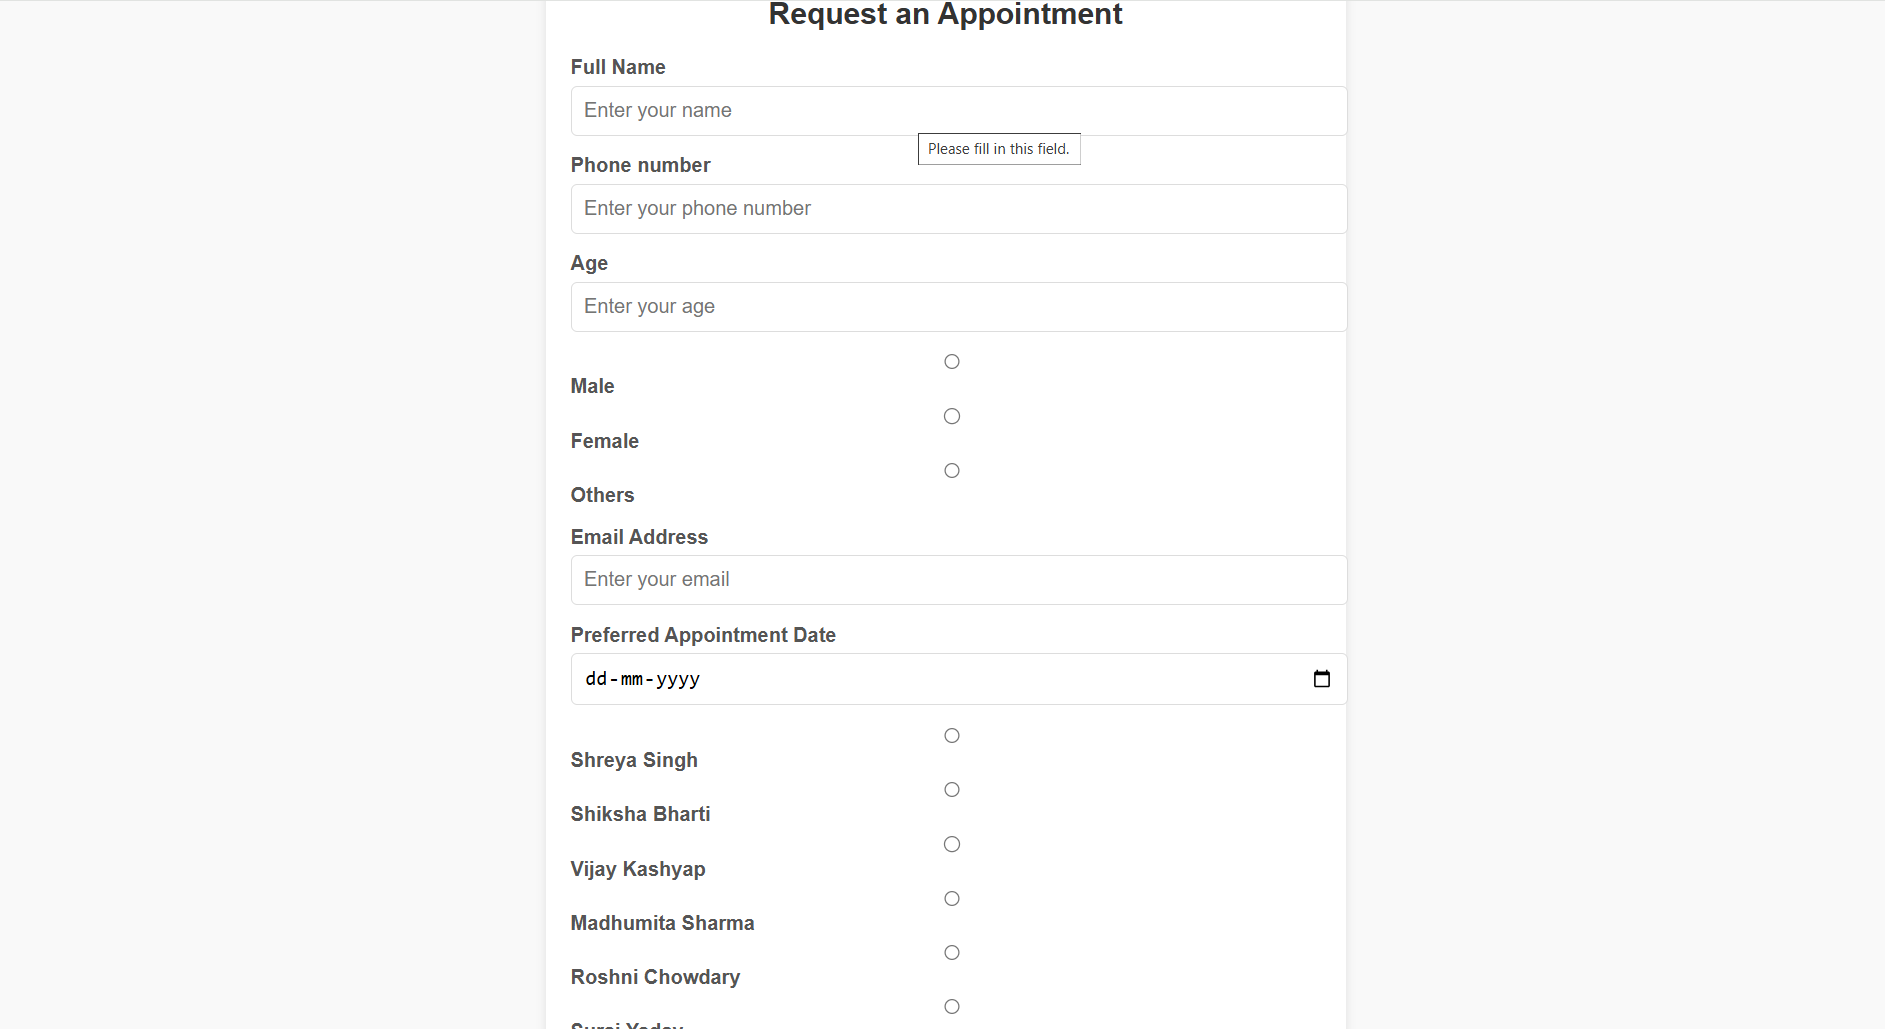 Request an Appointment
Full Name
Enter your name
Please fill in this field.
Phone number
Enter your phone number
Age
Enter your age
Male
Female
Others
Email Address
Enter your email
Preferred Appointment Date
dd-mm-yyyy
Shreya Singh
Shiksha Bharti
Vijay Kashyap
Madhumita Sharma
Roshni Chowdary